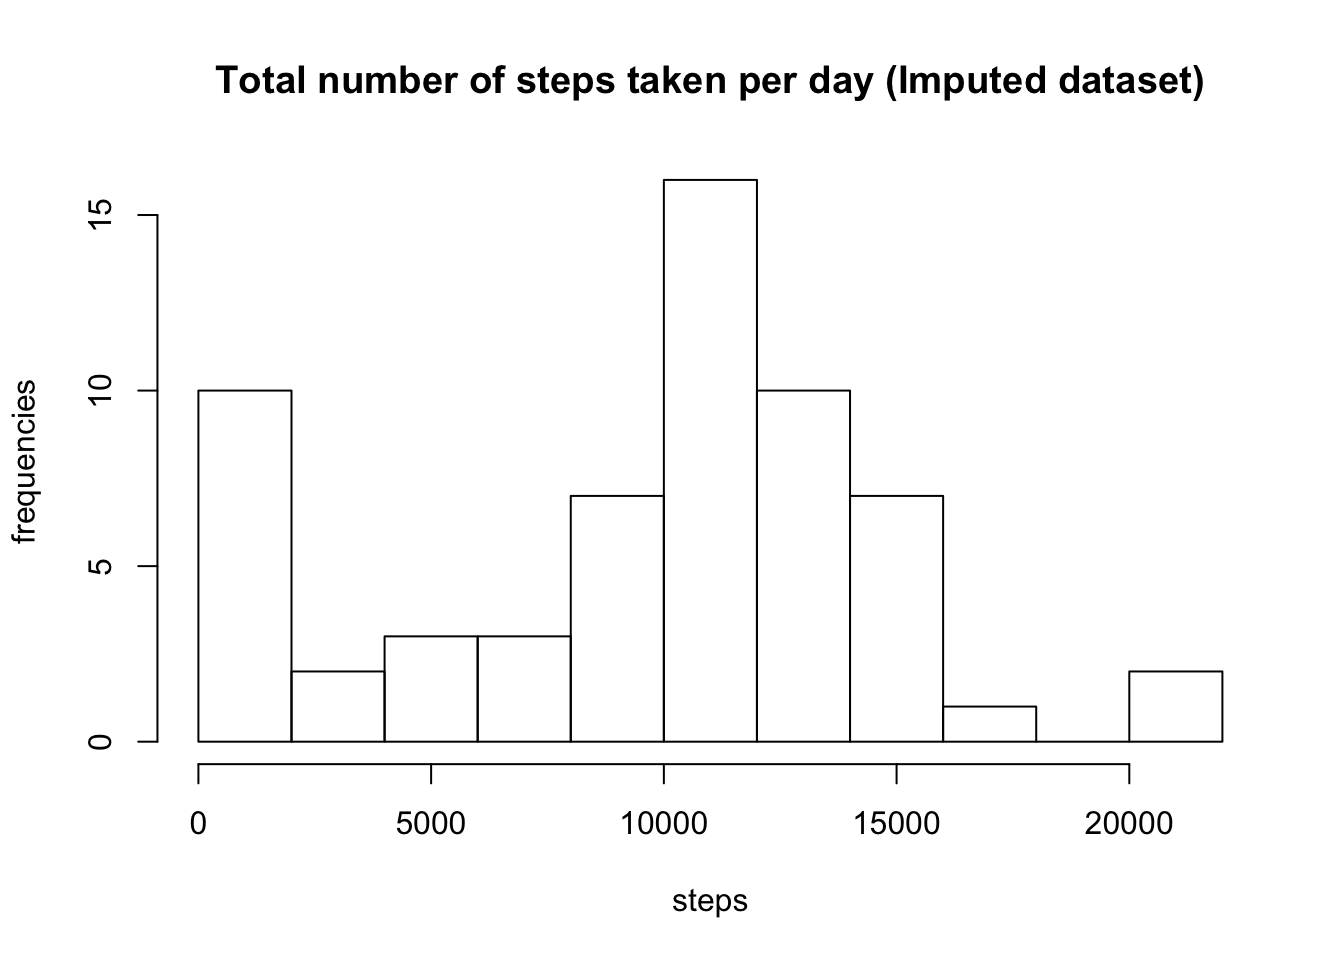 Total number of steps taken per day (Imputed dataset)
frequencies
15
10
5
0
0 5000 10000 15000 20000
steps